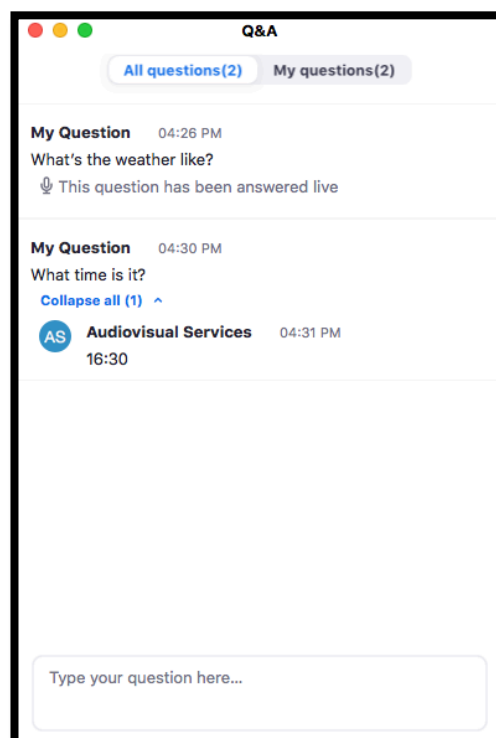 Q&A
All questions(2) My questions(2)
My Question 04:26 PM
What's the weather like?
This question has been answered live
My Question 04:30 PM
What time is it?
Collapse all (1)
AS Audiovisual Services 04:31 PM
16:30
Type your question here...